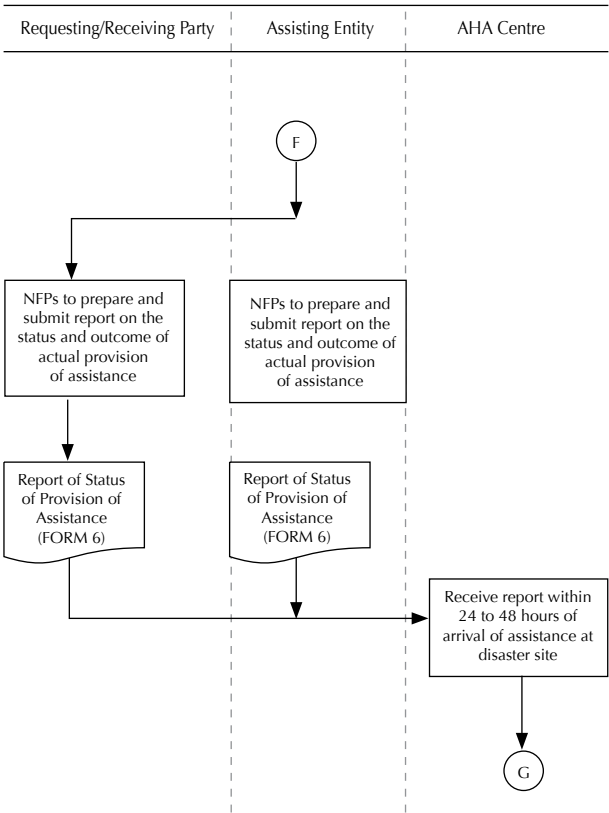 Requesting/Receiving Party
Assisting Entity
AHA Centre
F
NFPs to prepare and
submit report on the
status and outcome of
actual provision
of assistance
NFPs to prepare and
submit report on the
status and outcome of
actual provision
of assistance
Report of Status
of Provision of
Assistance
(FORM 6)
Report of Status
of Provision of
Assistance
(FORM 6)
Receive report within
24 to 48 hours of
arrival of assistance at
disaster site
G